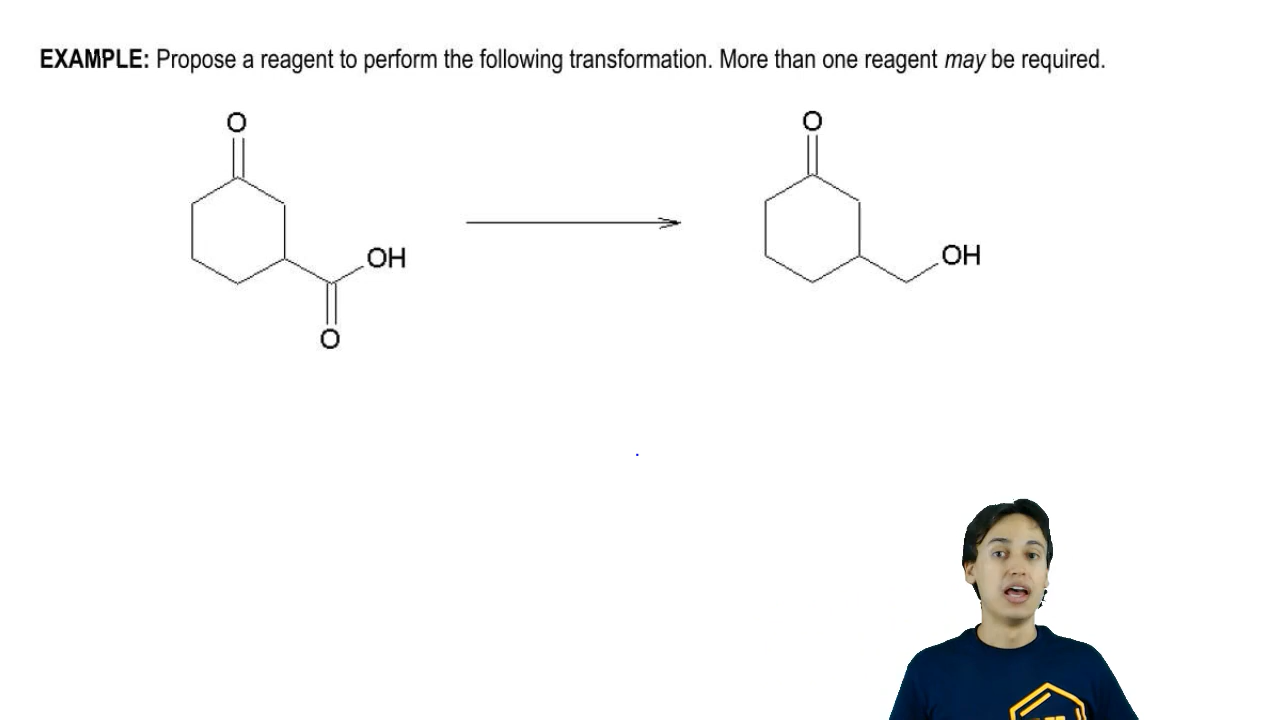 EXAMPLE: Propose a reagent to perform the following transformation. More than one reagent may be required.
O O
OH OH
O